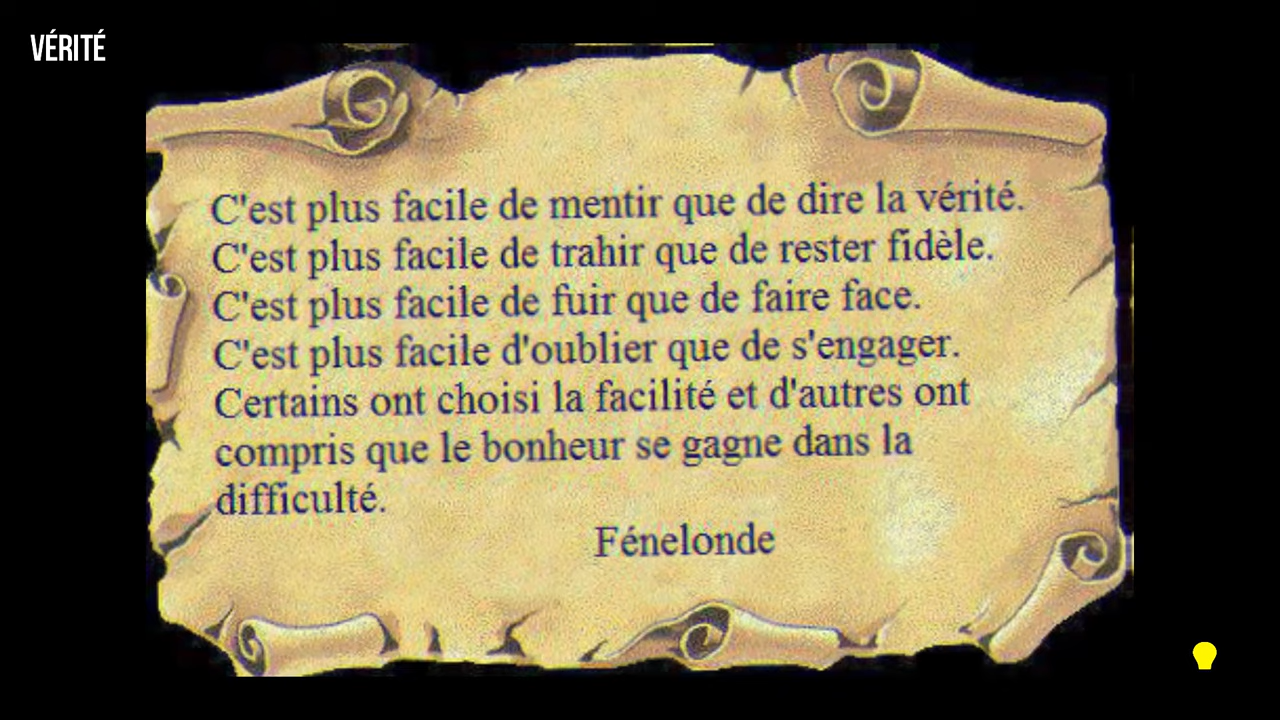 VÉRITÉ
C'est plus facile de mentir que de dire la vérité.
C'est plus facile de trahir que de rester fidèle.
C'est plus facile de fuir que de faire face.
C'est plus facile d'oublier que de s'engager.
Certains ont choisi la facilité et d'autres ont
compris que le bonheur se gagne dans la
difficulté.
Fénelonde